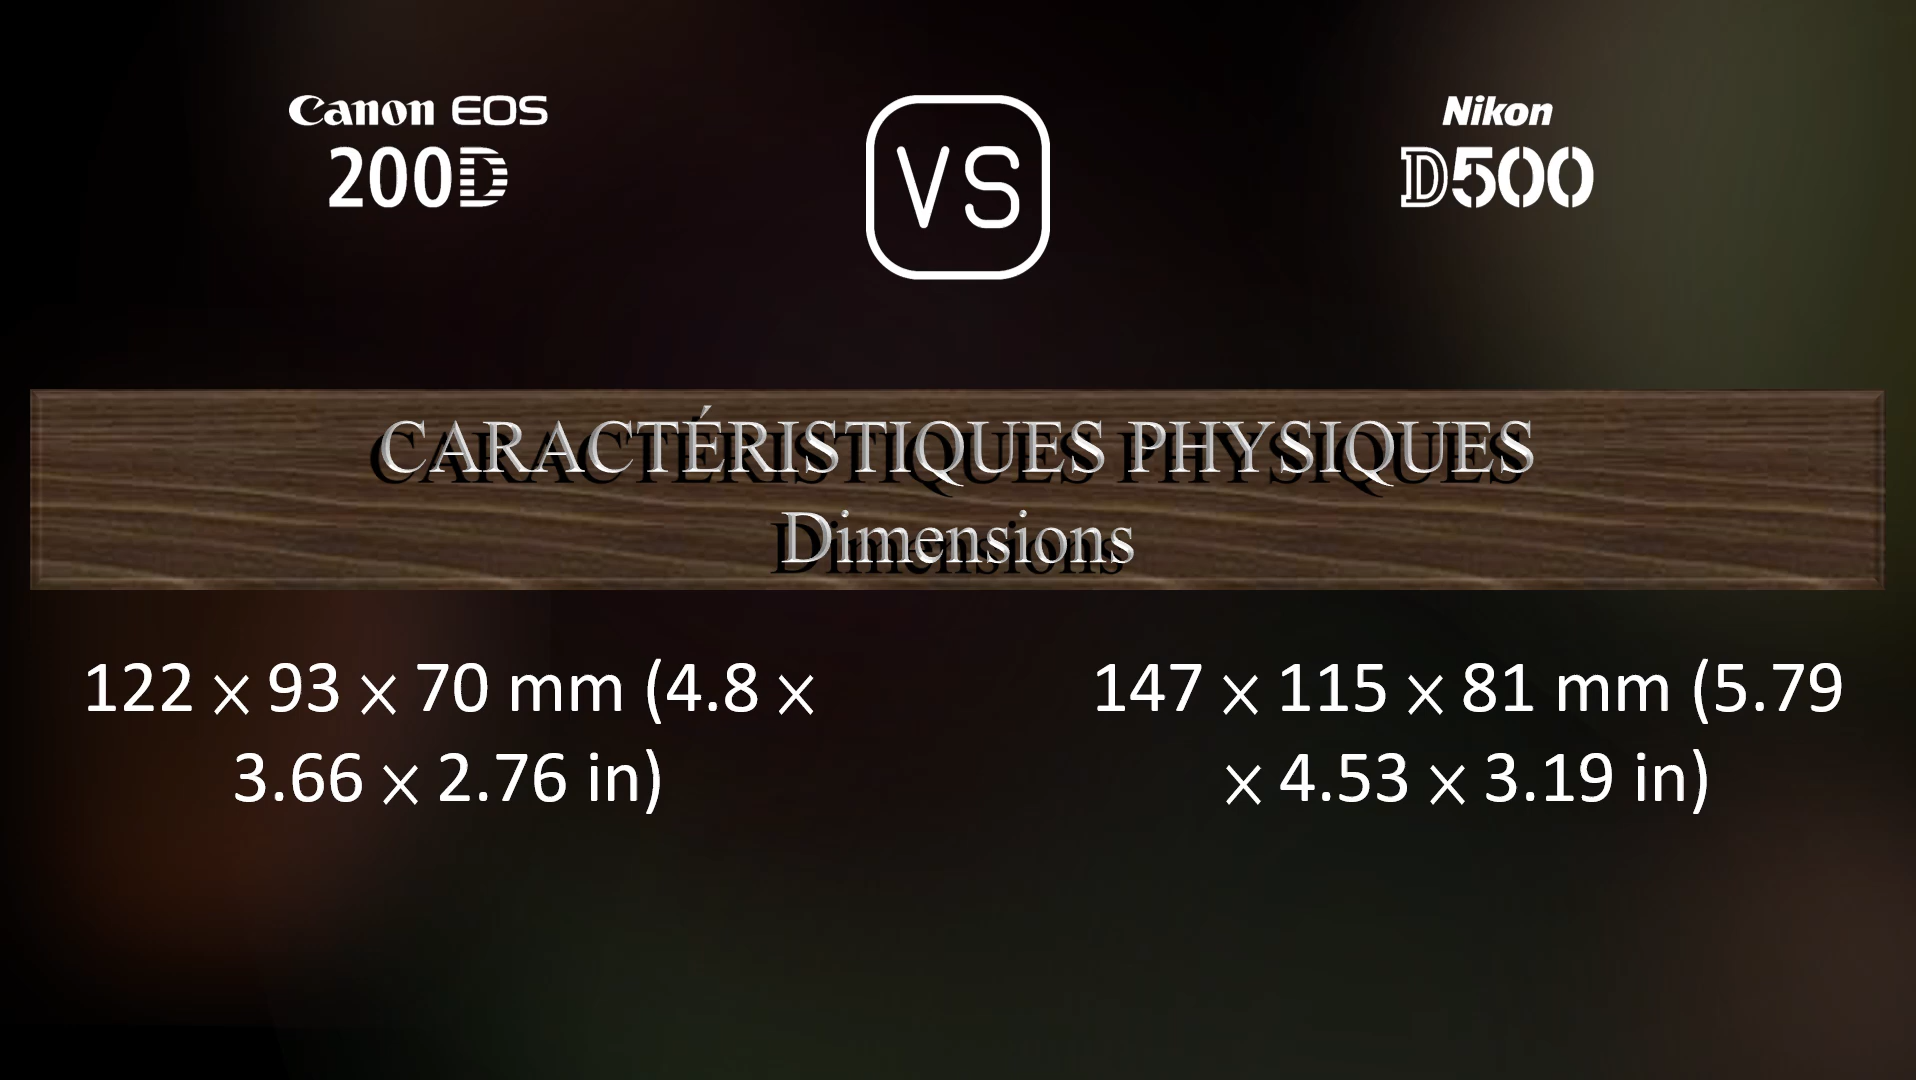 Canon EOS
200D
VS
Nikon
D500
CARACTÉRISTIQUES PHYSIQUES
Dimensions
122 x 93 x 70 mm (4.8 x
3.66 x 2.76 in)
147 x 115 x 81 mm (5.79
x 4.53 x 3.19 in)